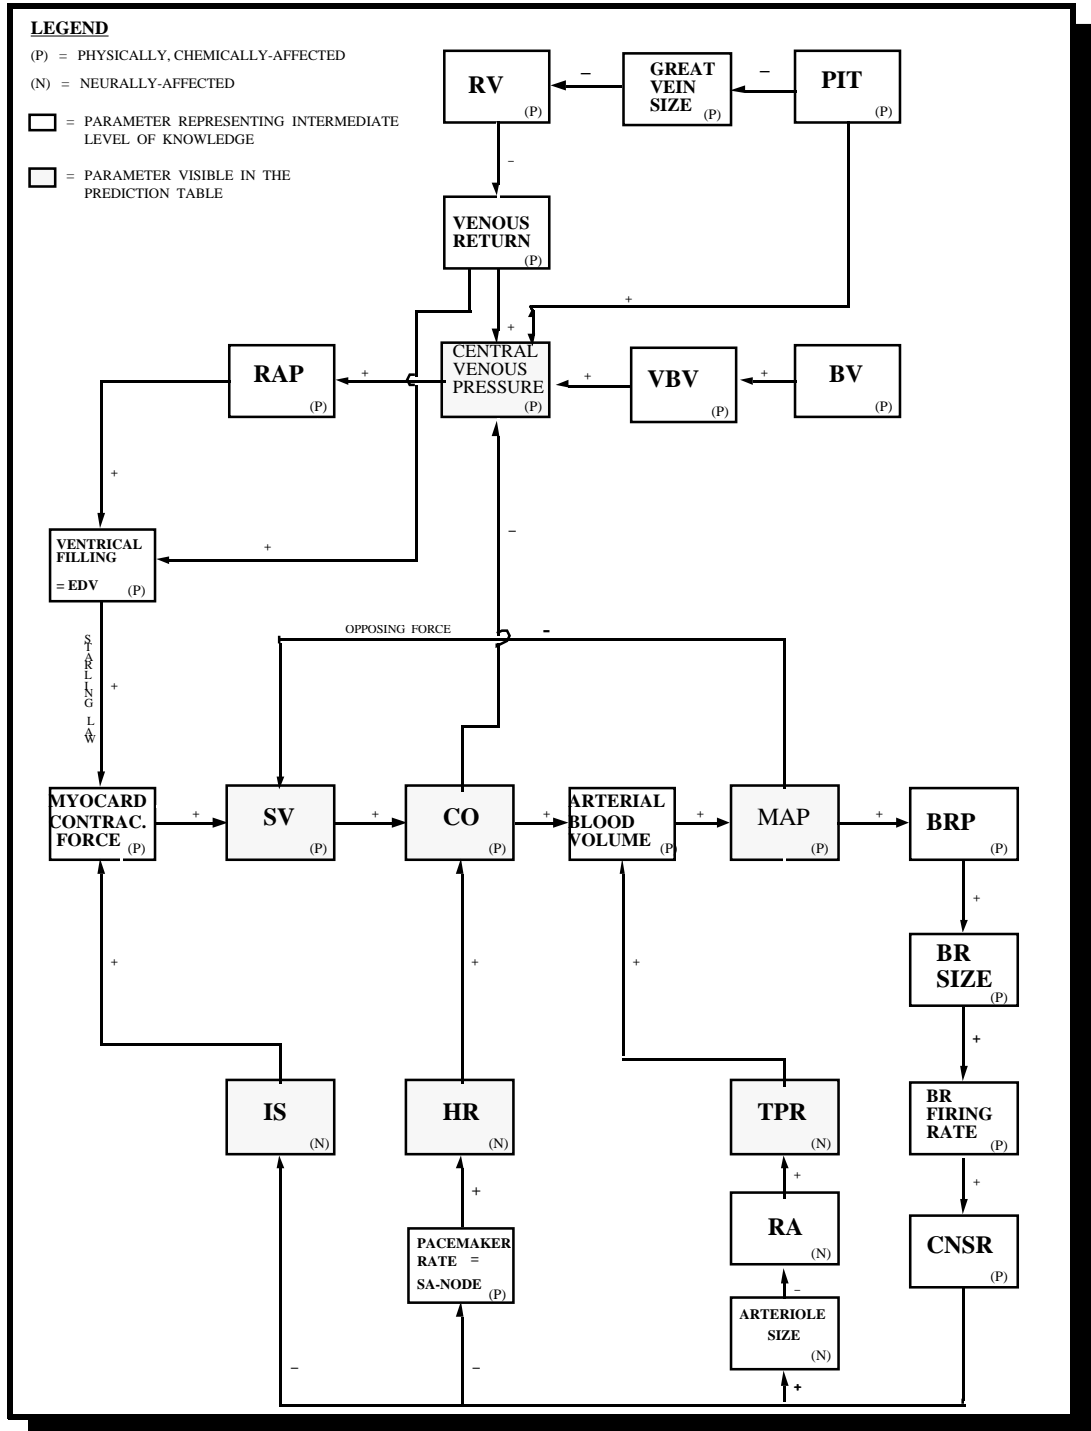 LEGEND
(P) = PHYSICALLY, CHEMICALLY-AFFECTED
(N) = NEURALLY-AFFECTED
= PARAMETER REPRESENTING INTERMEDIATE
LEVEL OF KNOWLEDGE
= PARAMETER VISIBLE IN THE
PREDICTION TABLE
RV
(P)
–
GREAT
VEIN
SIZE
(P)
–
PIT
(P)
–
VENOUS
RETURN
(P)
+
+
RAP
(P)
+
CENTRAL
VENOUS
PRESSURE
(P)
+
VBV
(P)
+
BV
(P)
+
–
VENTRICAL
FILLING
= EDV
(P)
+
OPPOSING FORCE
-
STARLING LAW
+
MYOCARD
CONTRAC.
FORCE
(P)
+
SV
(P)
+
CO
(P)
+
ARTERIAL
BLOOD
VOLUME
(P)
+
MAP
(P)
+
BRP
(P)
+
+
+
+
BR
SIZE
(P)
+
IS
(N)
HR
(N)
TPR
(N)
BR
FIRING
RATE
(P)
+
+
+
PACEMAKER
RATE =
SA-NODE
(P)
RA
(N)
CNSR
(P)
–
ARTERIOLE
SIZE
(N)
–
–
+